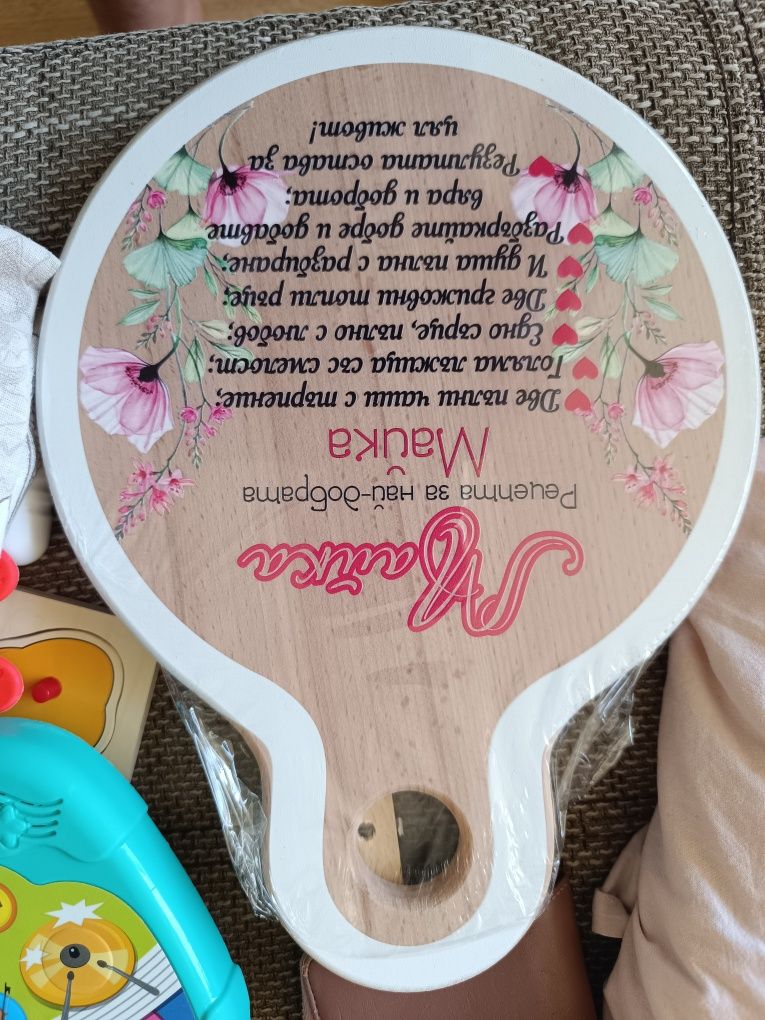 Майка
Рецепта за най-добрата
Майка
Две пълни чаши с търпение;
Голяма лъжица със смелост;
Едно сърце, пълно с любов;
Две грижовни топли ръце;
И душа пълна с разбиране;
Разбъркайте добре и добавте
вяра и доброта;
Резултата остава за
цял живот!